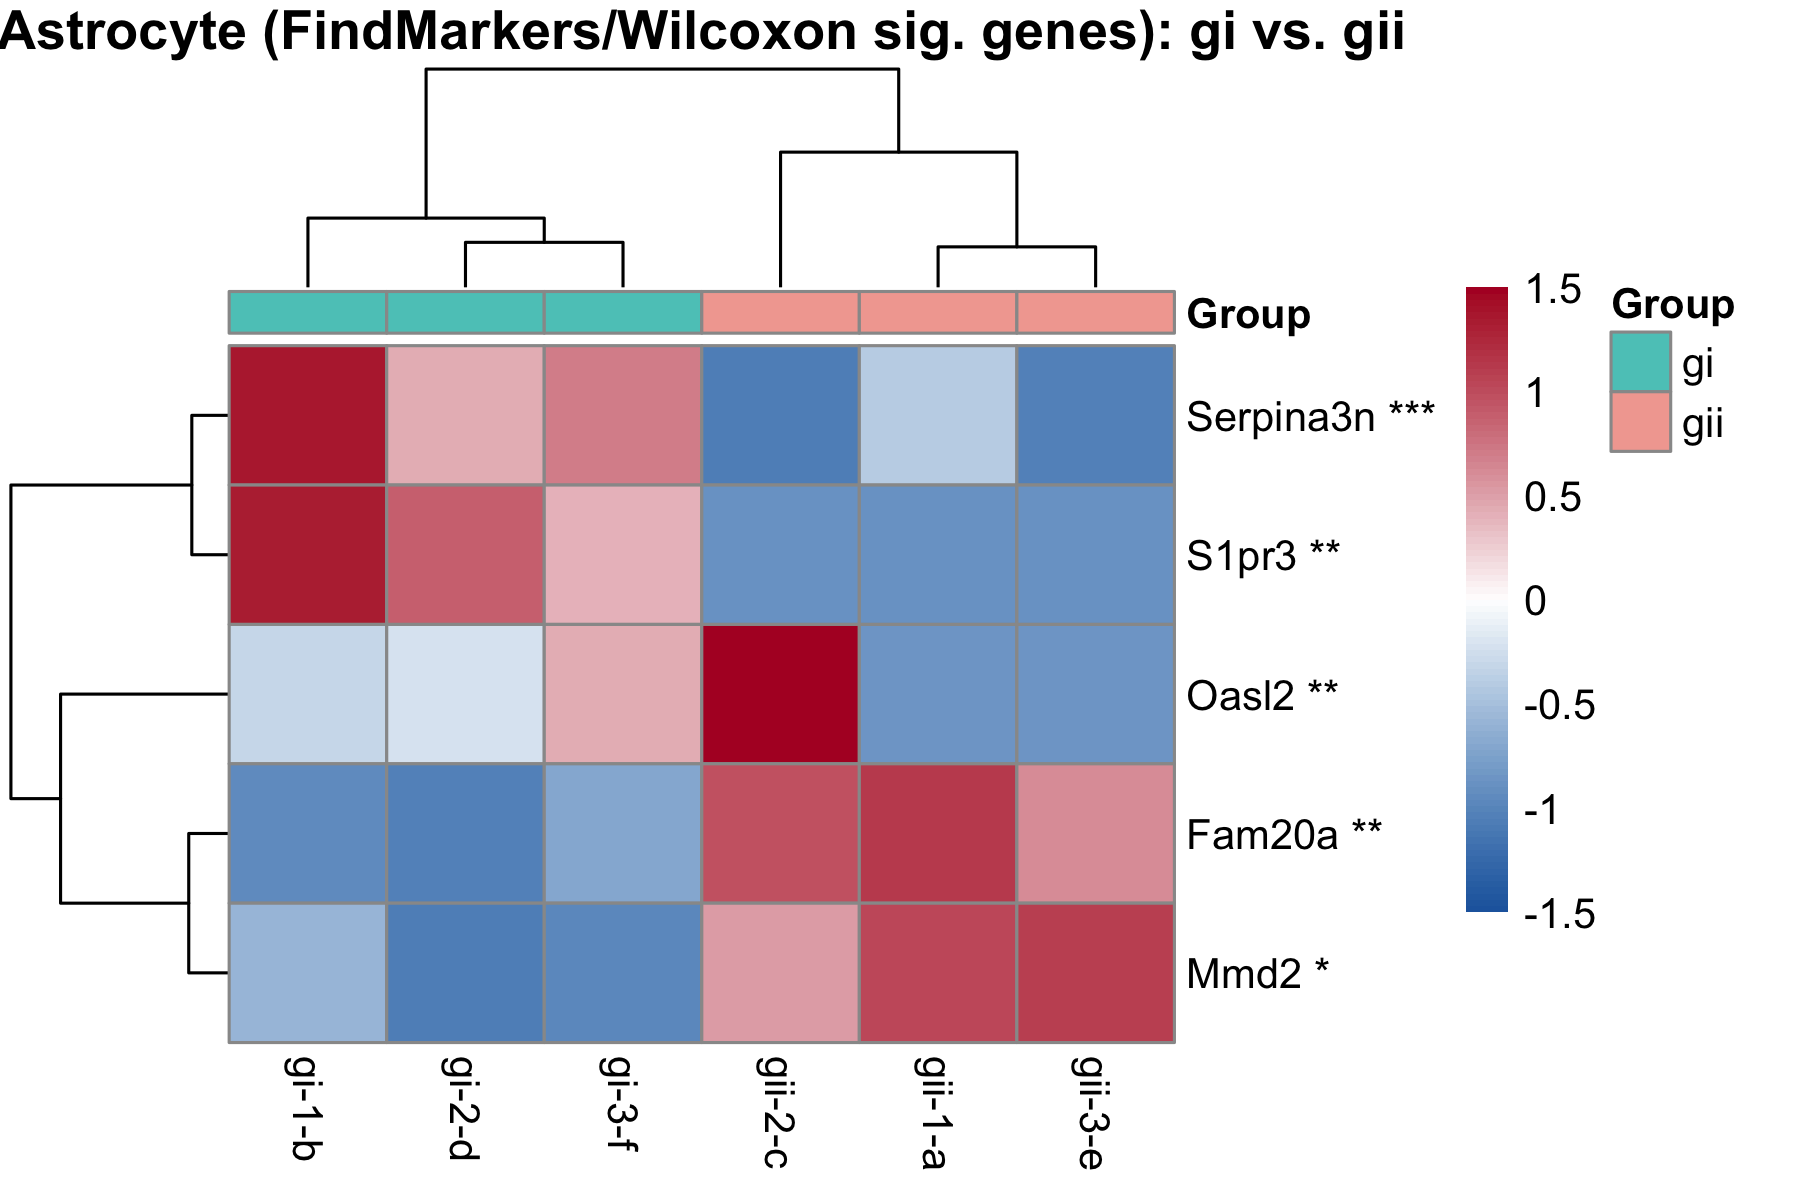 Astrocyte (FindMarkers/Wilcoxon sig. genes): gi vs. gii
Group
Serpina3n ***
S1pr3 **
Oasl2 **
Fam20a **
Mmd2 *
gi-1-b
gi-2-d
gi-3-f
gii-2-c
gii-1-a
gii-3-e
1.5
1
0.5
0
-0.5
-1
-1.5
Group
gi
gii